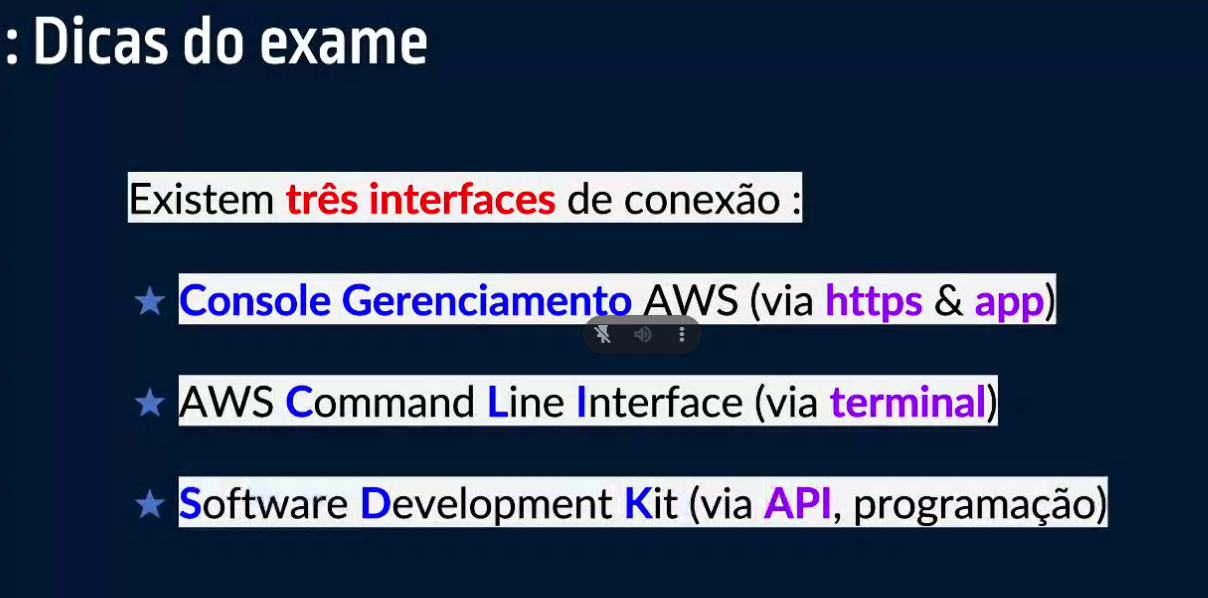 : Dicas do exame
Existem três interfaces de conexão :
Console Gerenciamento AWS (via https & app)
AWS Command Line Interface (via terminal)
Software Development Kit (via API, programação)